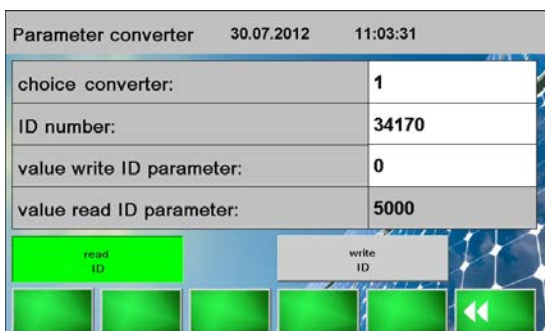 Parameter converter 30.07.2012 11:03:31
choice converter: 1
ID number: 34170
value write ID parameter: 0
value read ID parameter: 5000
read write
ID ID